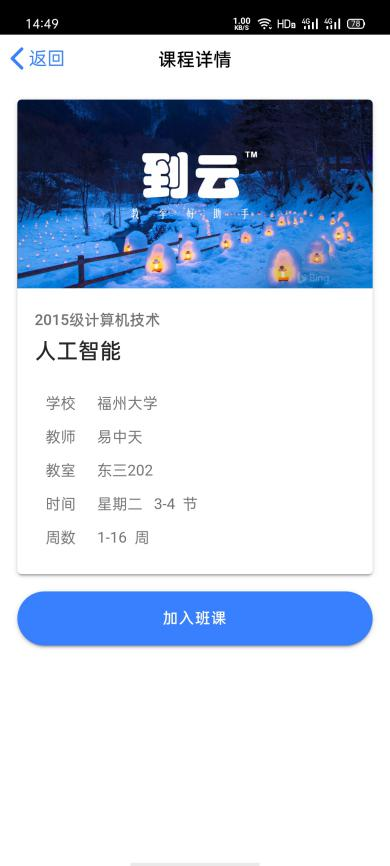 14:49 1.00 KB/S HDB 4G 4G 78
返回 课程详情
到云 TM
教学好助手
Bing
2015级计算机技术
人工智能
学校 福州大学
教师 易中天
教室 东三202
时间 星期二 3-4 节
周数 1-16 周
加入班课